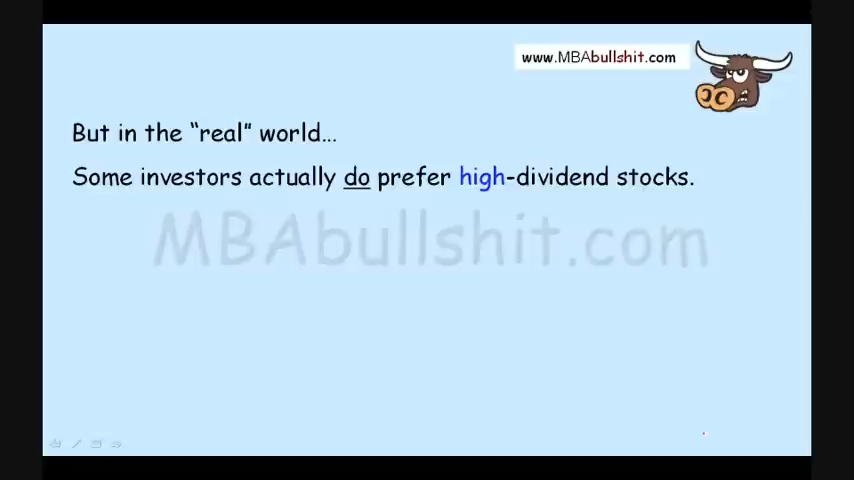 www.MBAbullshit.com
But in the “real” world…
Some investors actually do prefer high-dividend stocks.
MBAbullshit.com